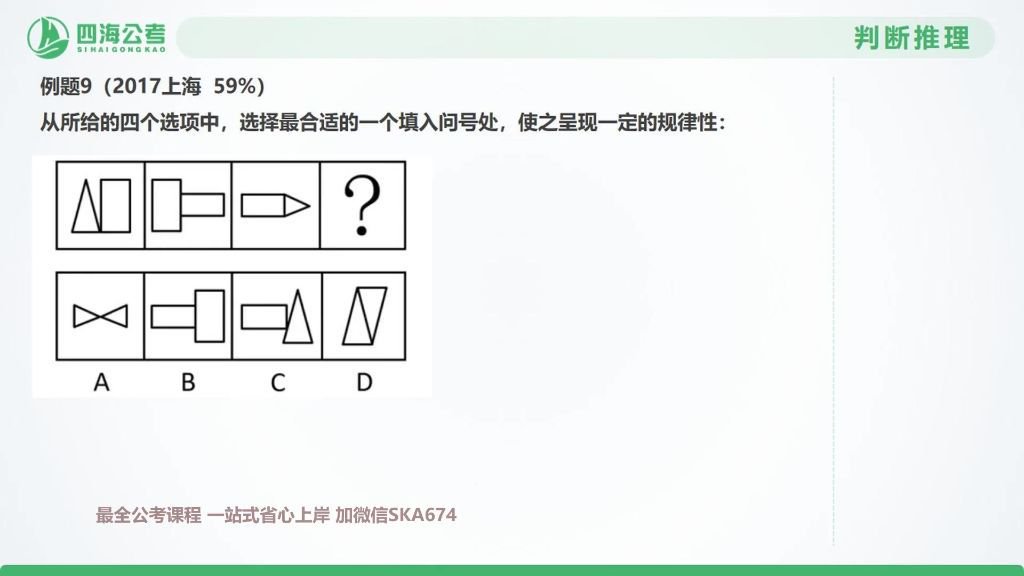 四海公考
SIHAIGONGKAO
判断推理
例题9（2017上海 59%）
从所给的四个选项中，选择最合适的一个填入问号处，使之呈现一定的规律性：
?
A B C D
最全公考课程 一站式省心上岸 加微信SKA674